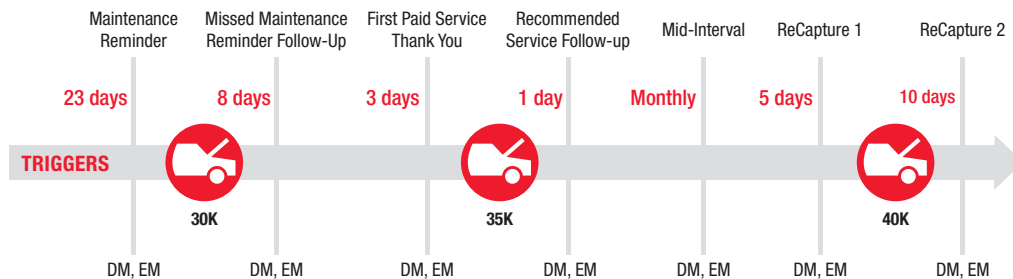 Maintenance
Reminder
Missed Maintenance
Reminder Follow-Up
First Paid Service
Thank You
Recommended
Service Follow-up
Mid-Interval
ReCapture 1
ReCapture 2
23 days
8 days
3 days
1 day
Monthly
5 days
10 days
TRIGGERS
30K
35K
40K
DM, EM
DM, EM
DM, EM
DM, EM
DM, EM
DM, EM
DM, EM